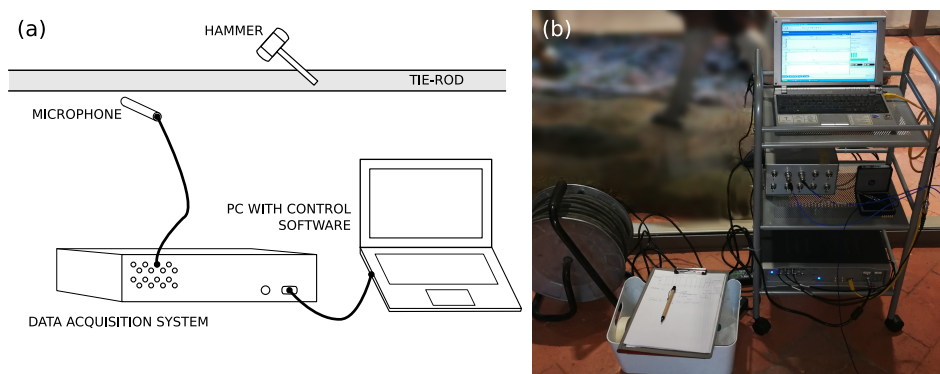 (a)
HAMMER
TIE-ROD
MICROPHONE
PC WITH CONTROL
SOFTWARE
DATA ACQUISITION SYSTEM
(b)